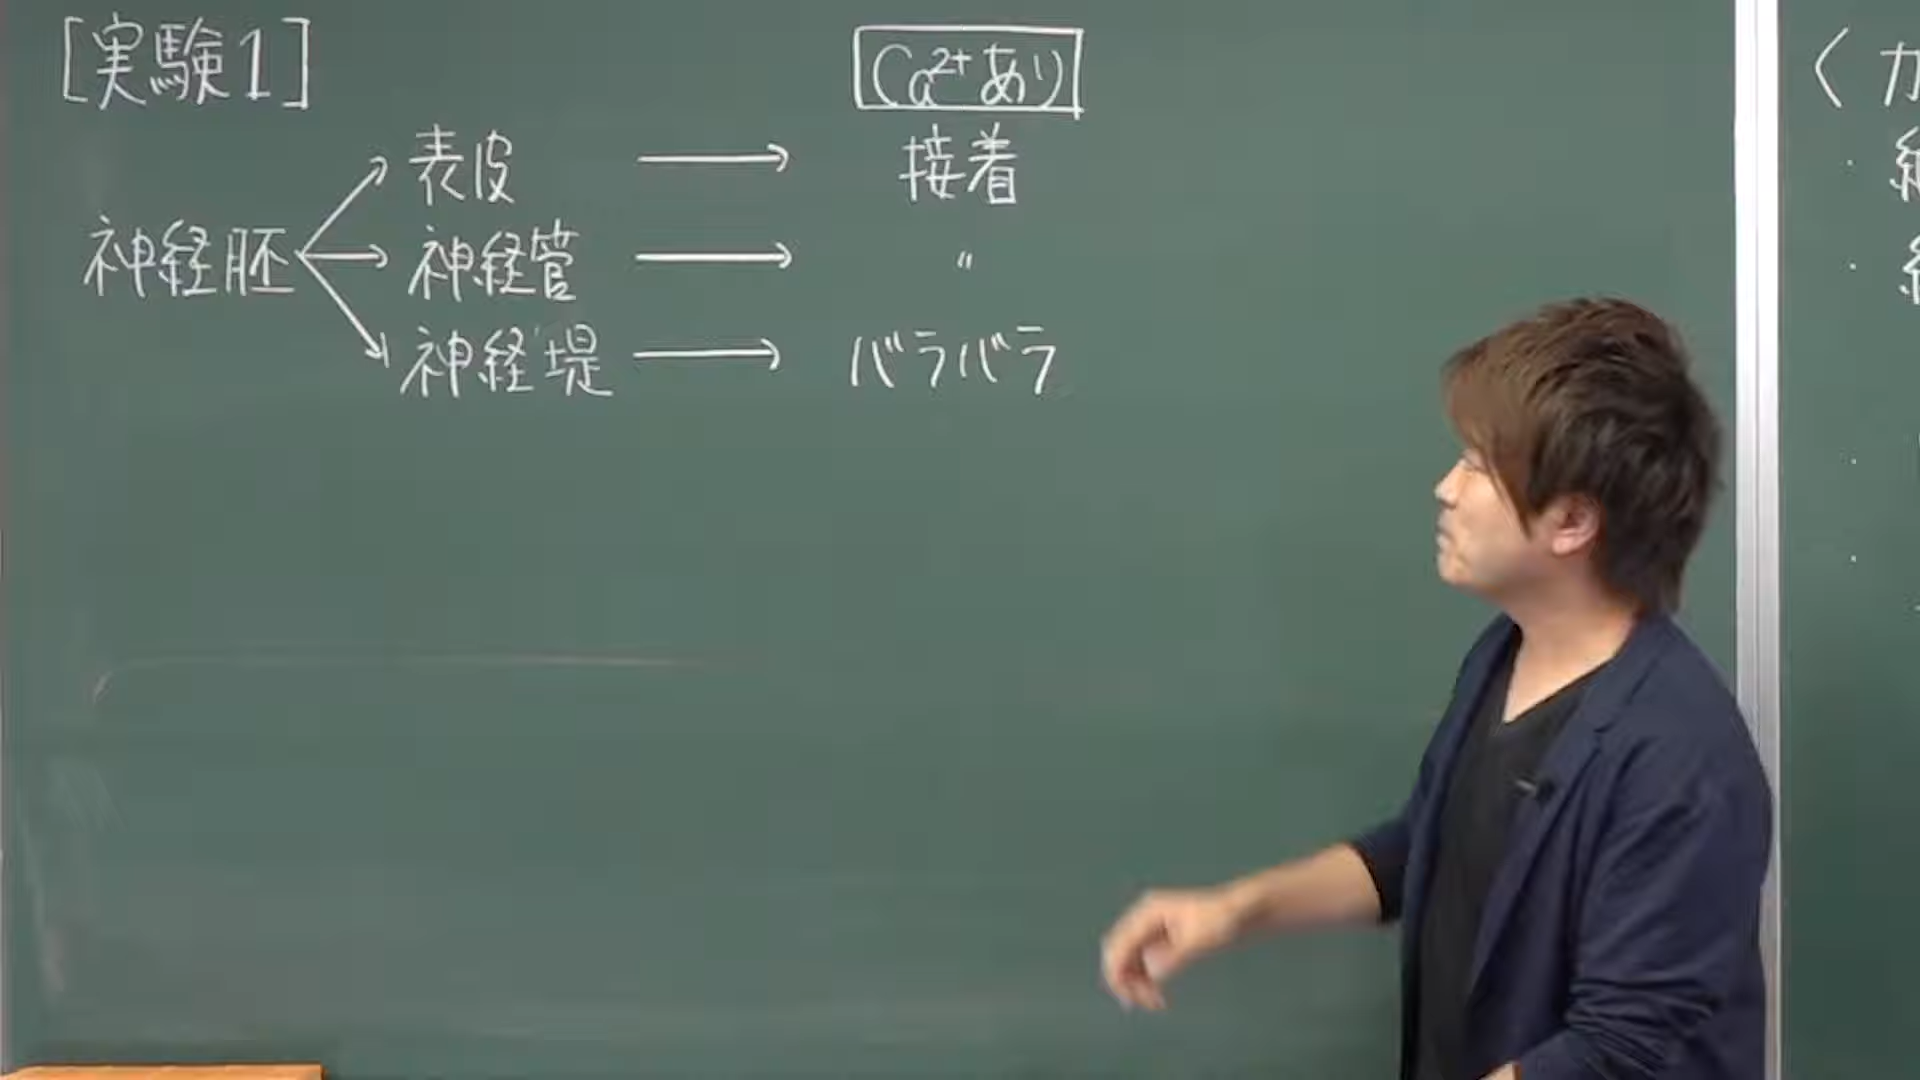 [実験1]
Ca²⁺あり
表皮 → 接着
神経胚 → 神経管 → 〃
神経堤 → バラバラ
〈カ